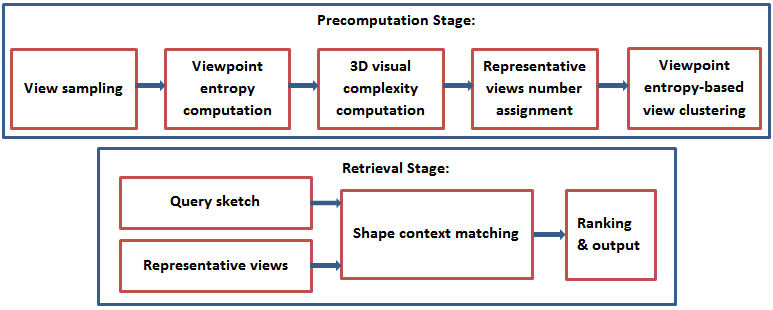 Precomputation Stage:
View sampling
Viewpoint
entropy
computation
3D visual
complexity
computation
Representative
views number
assignment
Viewpoint
entropy-based
view clustering
Retrieval Stage:
Query sketch
Representative views
Shape context matching
Ranking
& output